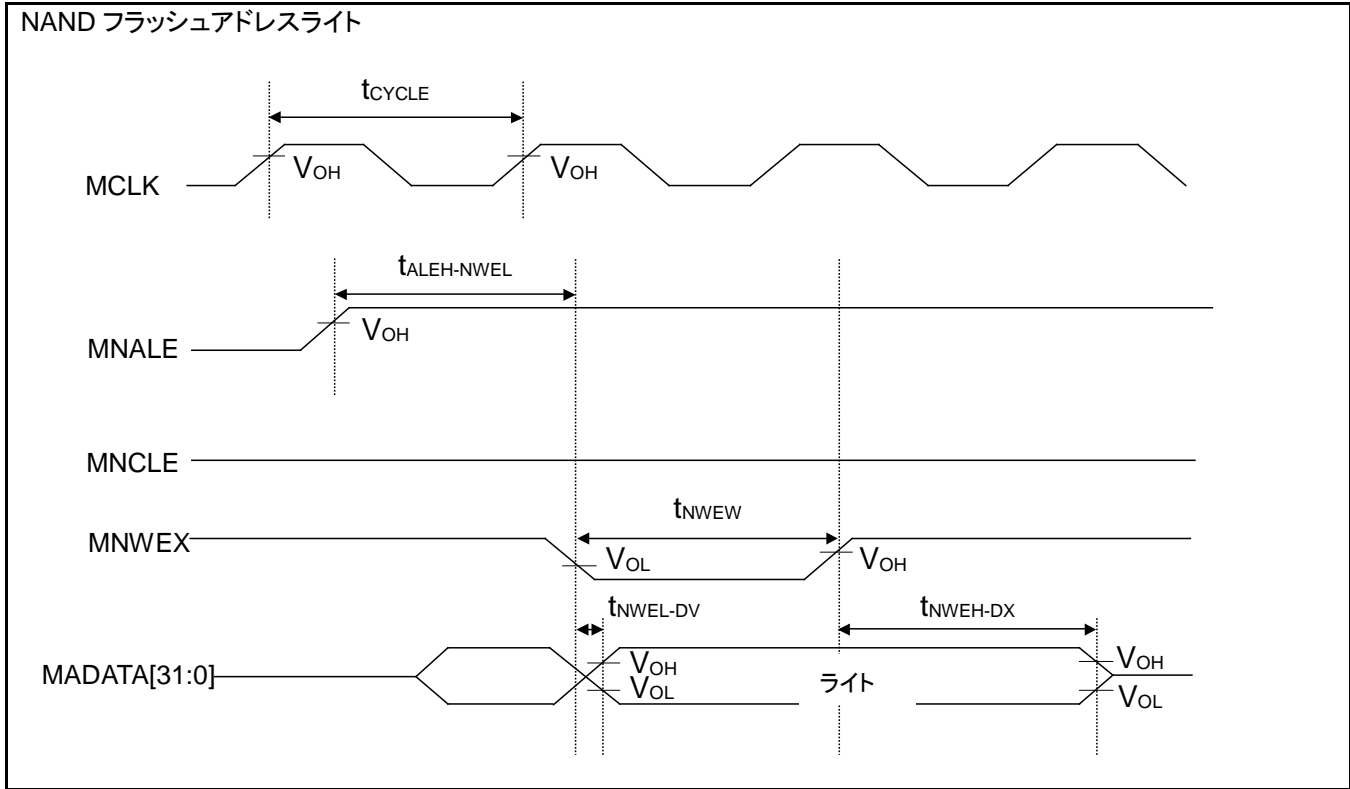 NAND フラッシュアドレスライト
tCYCLE
MCLK
VOH
VOH
tALEH-NWEL
MNALE
VOH
MNCLE
tNWEW
MNWEX
VOL
VOH
tNWEL-DV
tNWEH-DX
MADATA[31:0]
VOH
VOL
ライト
VOH
VOL